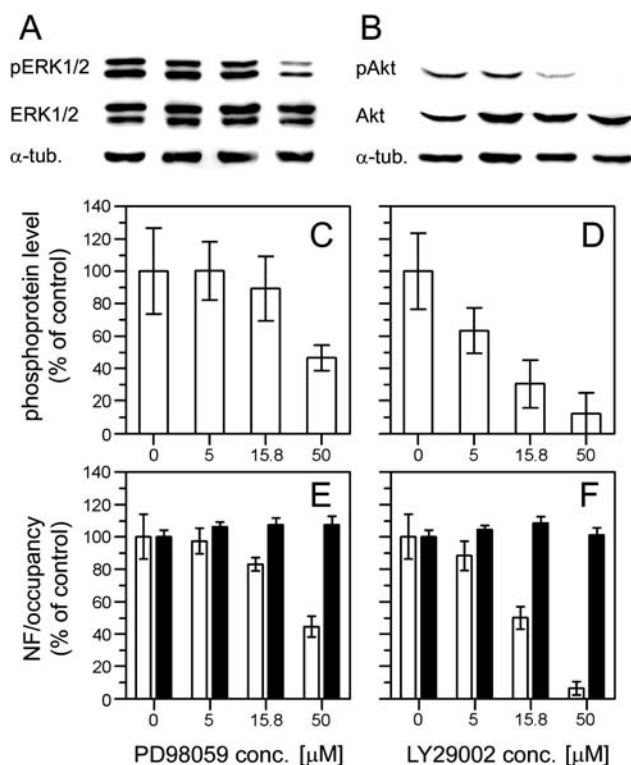 A
B
pERK1/2
ERK1/2
α-tub.
pAkt
Akt
α-tub.
phosphoprotein level
(% of control)
140
120
100
80
60
40
20
0
C
0 5 15.8 50
D
0 5 15.8 50
NF/occupancy
(% of control)
140
120
100
80
60
40
20
0
E
0 5 15.8 50
F
0 5 15.8 50
PD98059 conc. [µM]
LY29002 conc. [µM]